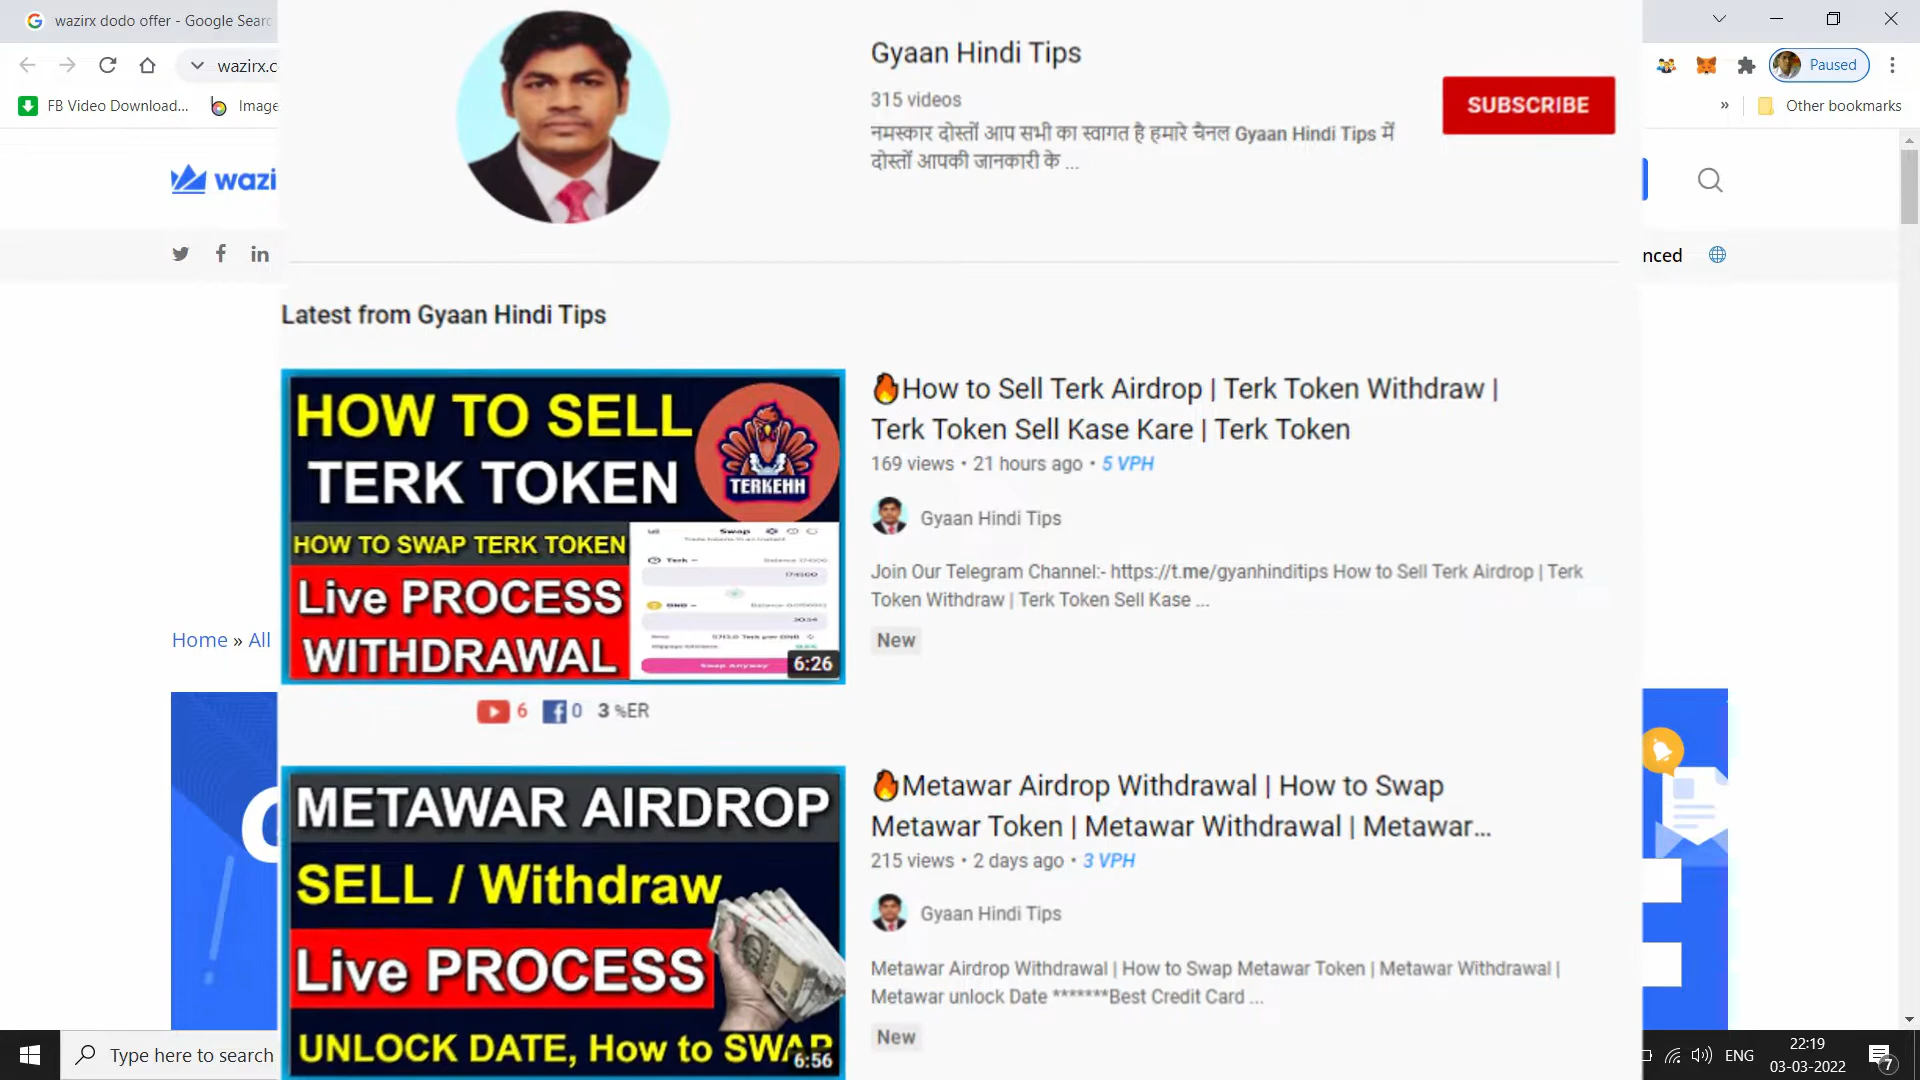 wazirx dodo offer - Google Sear
wazirx.c
Paused
FB Video Download...
Image
Other bookmarks
wazi
nced
Home » All
Gyaan Hindi Tips
315 videos
नमस्कार दोस्तों आप सभी का स्वागत है हमारे चैनल Gyaan Hindi Tips में
दोस्तों आपकी जानकारी के ...
SUBSCRIBE
Latest from Gyaan Hindi Tips
HOW TO SELL
TERK TOKEN
TERKEHH
HOW TO SWAP TERK TOKEN
Live PROCESS
WITHDRAWAL
Swap
Swap Anyway
6:26
🔥How to Sell Terk Airdrop | Terk Token Withdraw |
Terk Token Sell Kase Kare | Terk Token
169 views • 21 hours ago • 5 VPH
Gyaan Hindi Tips
Join Our Telegram Channel:- https://t.me/gyanhinditips How to Sell Terk Airdrop | Terk
Token Withdraw | Terk Token Sell Kase ...
New
6 0 3 %ER
METAWAR AIRDROP
SELL / Withdraw
Live PROCESS
UNLOCK DATE, How to SWAP
6:56
🔥Metawar Airdrop Withdrawal | How to Swap
Metawar Token | Metawar Withdrawal | Metawar...
215 views • 2 days ago • 3 VPH
Gyaan Hindi Tips
Metawar Airdrop Withdrawal | How to Swap Metawar Token | Metawar Withdrawal |
Metawar unlock Date *******Best Credit Card ...
New
Type here to search
ENG
22:19
03-03-2022
7